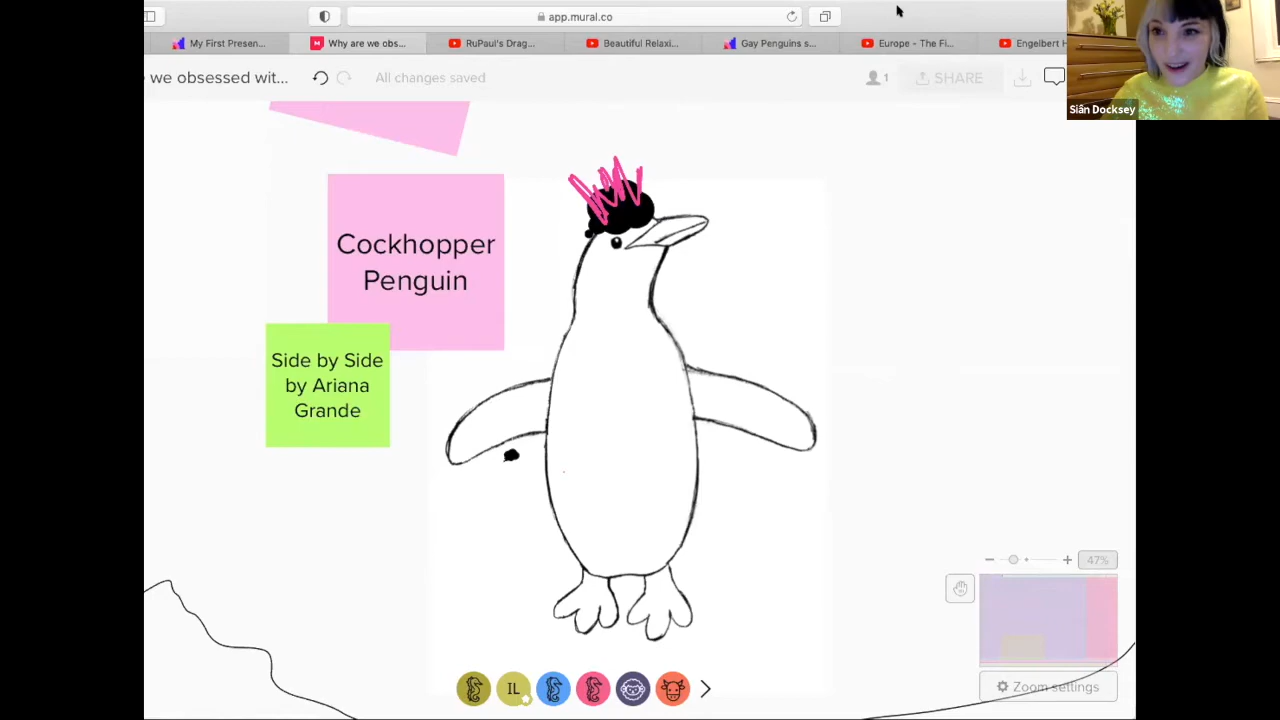 app.mural.co
My First Presen...
Why are we obs...
RuPaul's Drag...
Beautiful Relaxi...
Gay Penguins s...
Europe - The Fi...
Engelbert H
we obsessed wit...
All changes saved
1
SHARE
Siân Docksey
Cockhopper
Penguin
Side by Side
by Ariana
Grande
47%
IL
Zoom settings